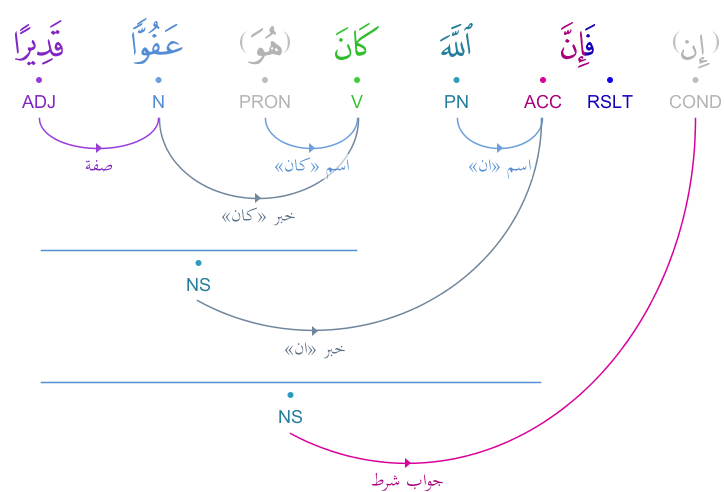 (إِن) فَإِنَّ ٱللَّهَ كَانَ (هُوَ) عَفُوًّا قَدِيرًا
COND RSLT ACC PN V PRON N ADJ
اسم «ان» اسم «كان» صفة
خبر «كان»
NS
خبر «ان»
NS
جواب شرط